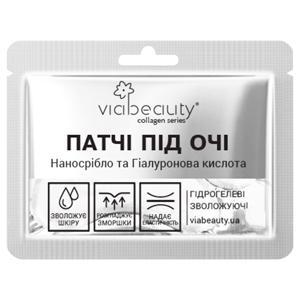 viabeauty®
collagen series
ПАТЧІ ПІД ОЧІ
Наносрібло та Гіалуронова кислота
ЗВОЛОЖУЄ
ШКІРУ
РОЗГЛАДЖУЄ
ЗМОРШКИ
НАДАЄ
ЕЛАСТИЧНІСТЬ
ГІДРОГЕЛЕВІ
ЗВОЛОЖУЮЧІ
viabeauty.ua